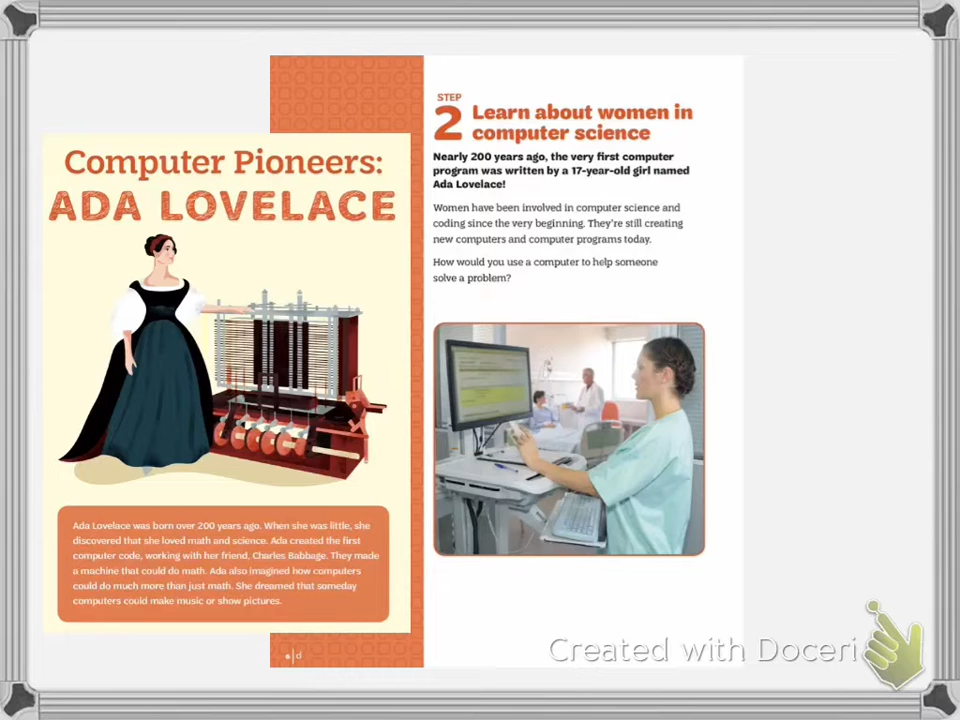 Computer Pioneers:
ADA LOVELACE
Ada Lovelace was born over 200 years ago. When she was little, she
discovered that she loved math and science. Ada created the first
computer code, working with her friend, Charles Babbage. They made
a machine that could do math. Ada also imagined how computers
could do much more than just math. She dreamed that someday
computers could make music or show pictures.
STEP
2
Learn about women in
computer science
Nearly 200 years ago, the very first computer
program was written by a 17-year-old girl named
Ada Lovelace!
Women have been involved in computer science and
coding since the very beginning. They're still creating
new computers and computer programs today.
How would you use a computer to help someone
solve a problem?
Created with Doceri